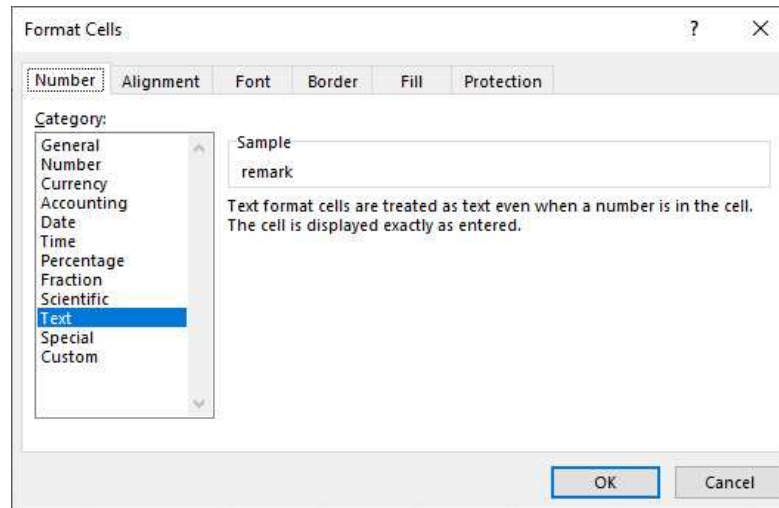 Format Cells ? X
Number Alignment Font Border Fill Protection
Category:
General
Number
Currency
Accounting
Date
Time
Percentage
Fraction
Scientific
Text
Special
Custom
Sample
remark
Text format cells are treated as text even when a number is in the cell.
The cell is displayed exactly as entered.
OK Cancel